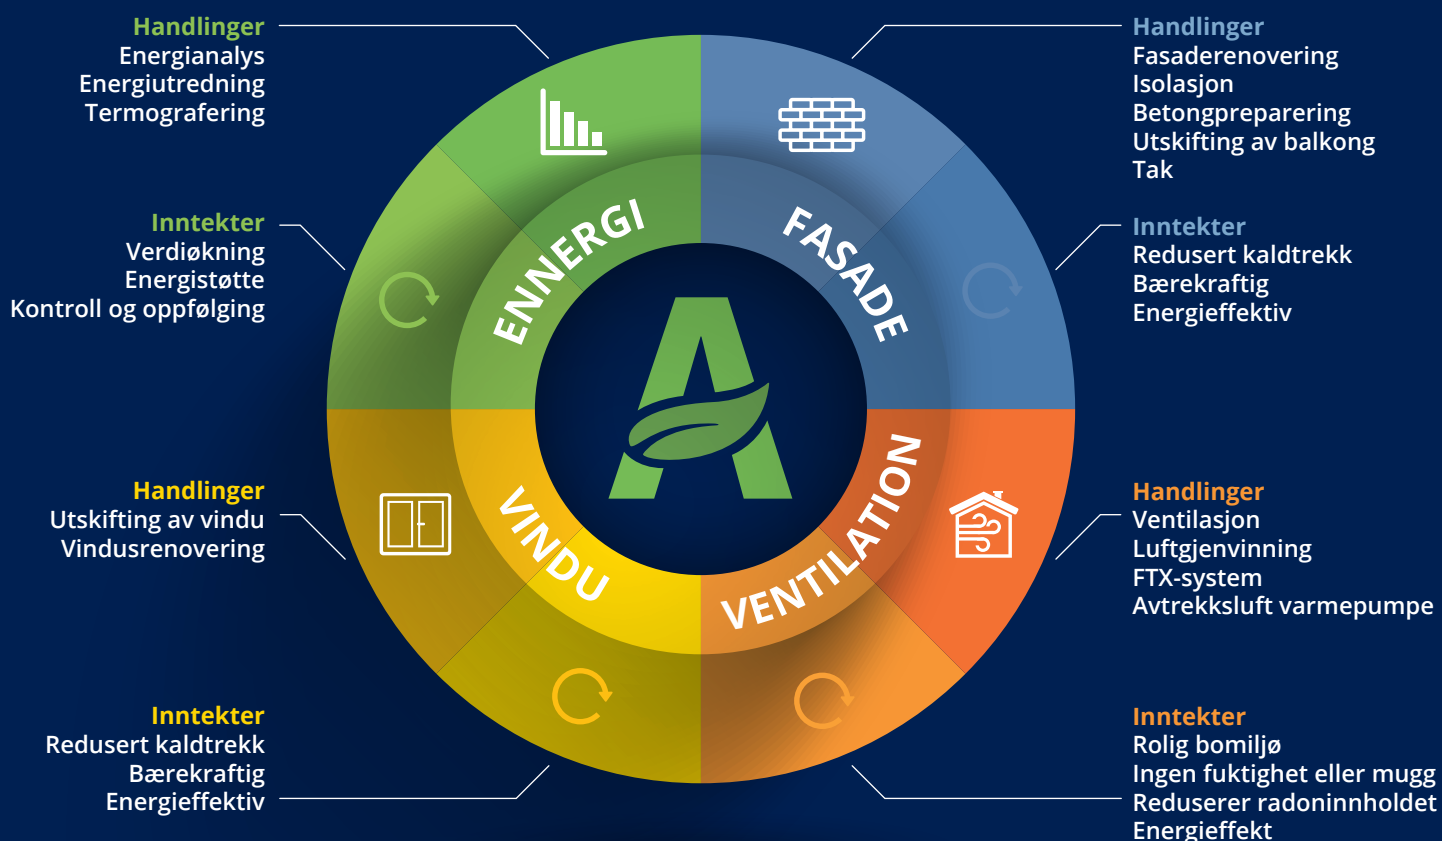 Handlinger
Energianalys
Energiutredning
Termografering
Inntekter
Verdiøkning
Energistøtte
Kontroll og oppfølging
Handlinger
Fasaderenovering
Isolasjon
Betongpreparering
Utskifting av balkong
Tak
Inntekter
Redusert kaldtrekk
Bærekraftig
Energieffektiv
ENNERGI
FASADE
VINDU
VENTILATION
A
Handlinger
Utskifting av vindu
Vindusrenovering
Inntekter
Redusert kaldtrekk
Bærekraftig
Energieffektiv
Handlinger
Ventilasjon
Luftgjenvinning
FTX-system
Avtrekksluft varmepumpe
Inntekter
Rolig bomiljø
Ingen fuktighet eller mugg
Reduserer radoninnholdet
Energieffekt